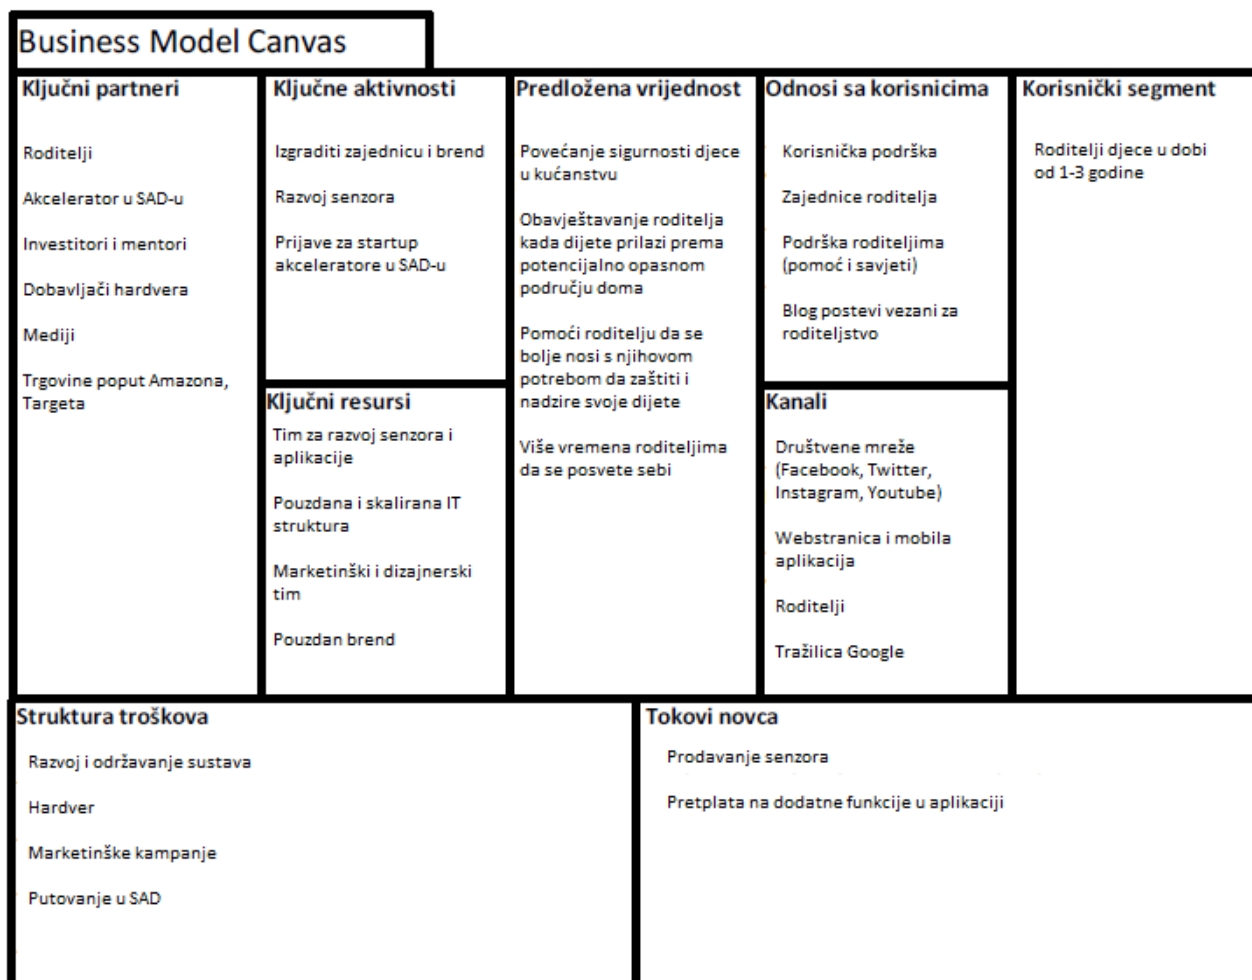 Business Model Canvas
Ključni partneri
Roditelji
Akcelerator u SAD-u
Investitori i mentori
Dobavljači hardvera
Mediji
Trgovine poput Amazona,
Targeta
Ključne aktivnosti
Izgraditi zajednicu i brend
Razvoj senzora
Prijave za startup
akceleratore u SAD-u
Ključni resursi
Tim za razvoj senzora i
aplikacije
Pouzdana i skalirana IT
struktura
Marketinški i dizajnerski
tim
Pouzdan brend
Predložena vrijednost
Povećanje sigurnosti djece
u kućanstvu
Obavještavanje roditelja
kada dijete prilazi prema
potencijalno opasnom
području doma
Pomoći roditelju da se
bolje nosi s njihovom
potrebom da zaštiti i
nadzire svoje dijete
Više vremena roditeljima
da se posvete sebi
Odnosi sa korisnicima
Korisnička podrška
Zajednice roditelja
Podrška roditeljima
(pomoć i savjeti)
Blog postevi vezani za
roditeljstvo
Kanali
Društvene mreže
(Facebook, Twitter,
Instagram, Youtube)
Webstranica i mobila
aplikacija
Roditelji
Tražilica Google
Korisnički segment
Roditelji djece u dobi
od 1-3 godine
Struktura troškova
Razvoj i održavanje sustava
Hardver
Marketinške kampanje
Putovanje u SAD
Tokovi novca
Prodavanje senzora
Pretplata na dodatne funkcije u aplikaciji